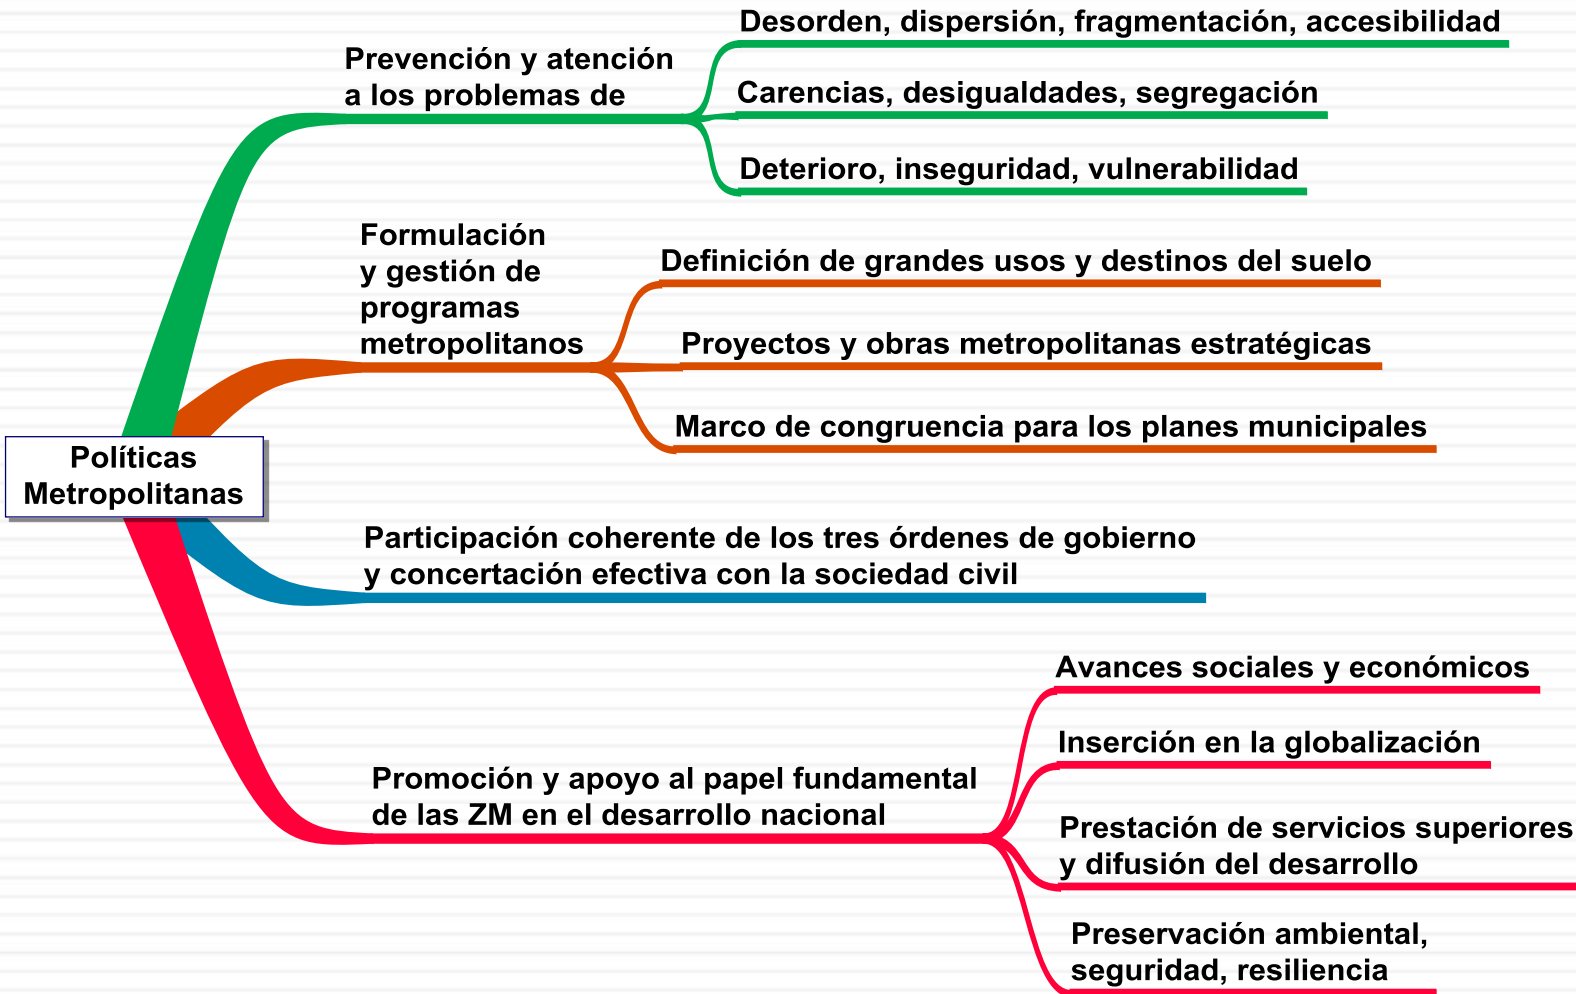 Desorden, dispersión, fragmentación, accesibilidad
Prevención y atención
a los problemas de
Carencias, desigualdades, segregación
Deterioro, inseguridad, vulnerabilidad
Formulación
y gestión de
programas
metropolitanos
Definición de grandes usos y destinos del suelo
Proyectos y obras metropolitanas estratégicas
Marco de congruencia para los planes municipales
Políticas
Metropolitanas
Participación coherente de los tres órdenes de gobierno
y concertación efectiva con la sociedad civil
Promoción y apoyo al papel fundamental
de las ZM en el desarrollo nacional
Avances sociales y económicos
Inserción en la globalización
Prestación de servicios superiores
y difusión del desarrollo
Preservación ambiental,
seguridad, resiliencia